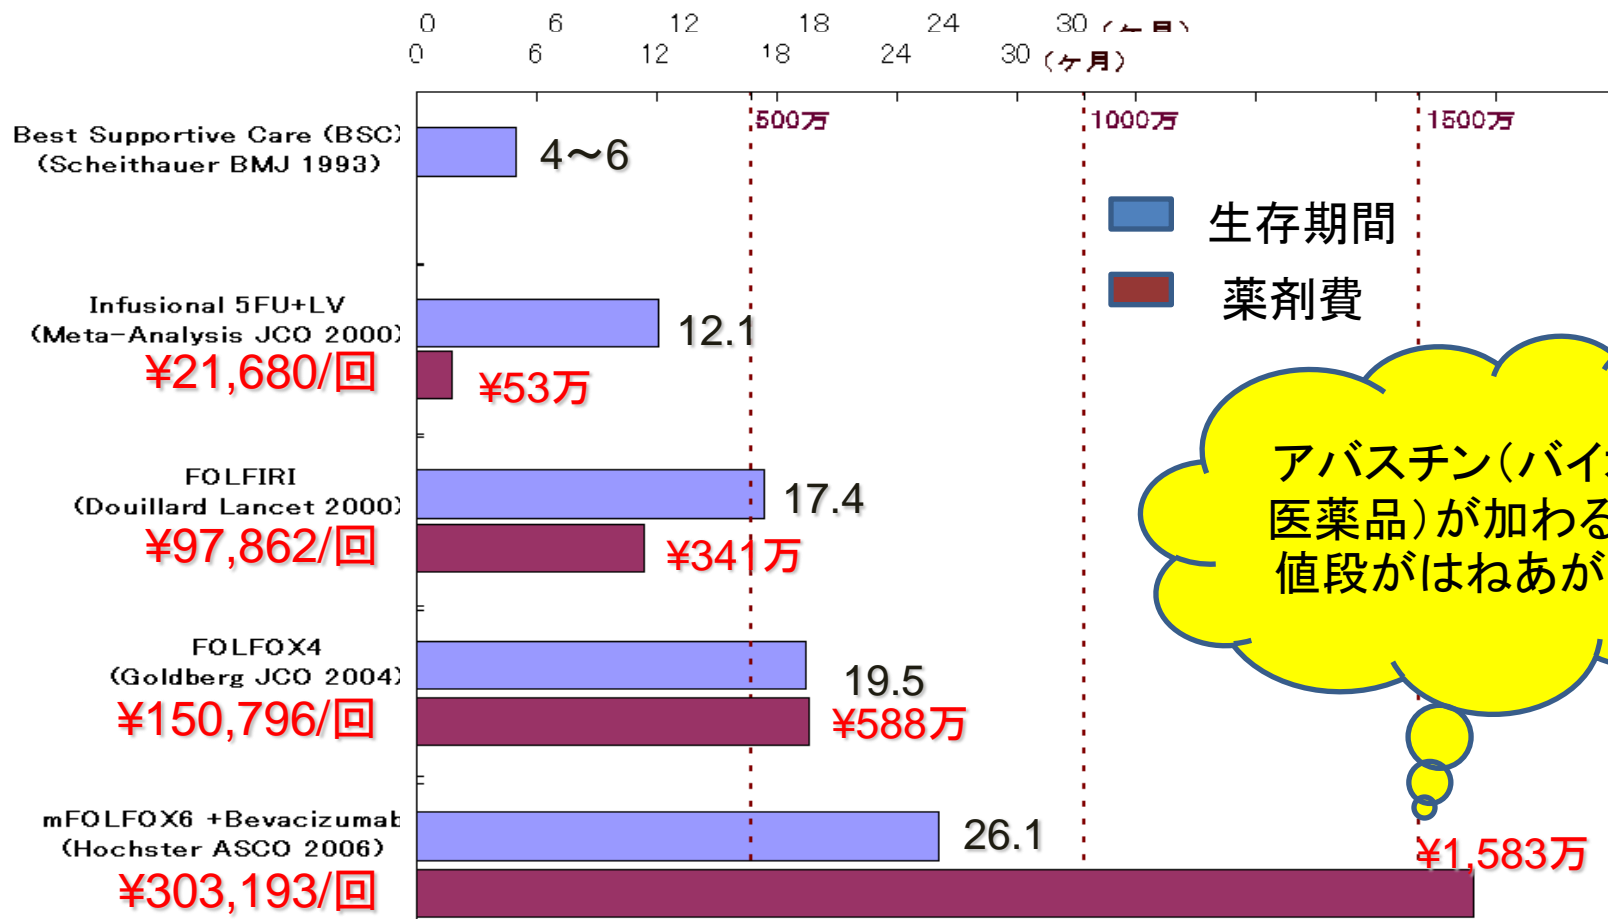 0 6 12 18 24 30 (ケ月)
0 6 12 18 24 30 (ケ月)
500万 1000万 1500万
Best Supportive Care (BSC)
(Scheithauer BMJ 1993)
4～6
生存期間
薬剤費
Infusional 5FU+LV
(Meta-Analysis JCO 2000)
12.1
¥21,680/回
¥53万
FOLFIRI
(Douillard Lancet 2000)
17.4
¥97,862/回
¥341万
アバスチン（バイ
医薬品）が加わる
値段がはねあが
FOLFOX4
(Goldberg JCO 2004)
19.5
¥150,796/回
¥588万
mFOLFOX6 +Bevacizumab
(Hochster ASCO 2006)
26.1
¥303,193/回
¥1,583万